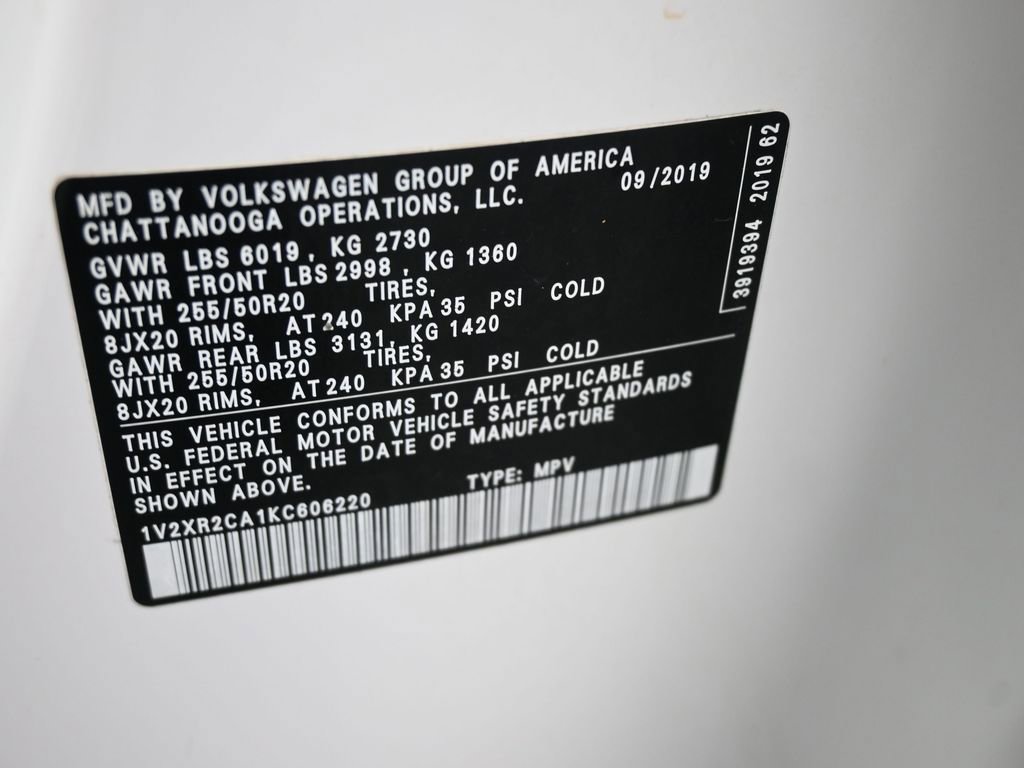 MFD BY VOLKSWAGEN GROUP OF AMERICA
CHATTANOOGA OPERATIONS, LLC. 09/2019
GVWR LBS 6019 , KG 2730
GAWR FRONT LBS 2998 , KG 1360
WITH 255/50R20 TIRES,
8JX20 RIMS, AT 240 KPA 35 PSI COLD
GAWR REAR LBS 3131, KG 1420
WITH 255/50R20 TIRES,
8JX20 RIMS, AT 240 KPA 35 PSI COLD
THIS VEHICLE CONFORMS TO ALL APPLICABLE
U.S. FEDERAL MOTOR VEHICLE SAFETY STANDARDS
IN EFFECT ON THE DATE OF MANUFACTURE
SHOWN ABOVE. TYPE: MPV
1V2XR2CA1KC606220
3919394 2019 62